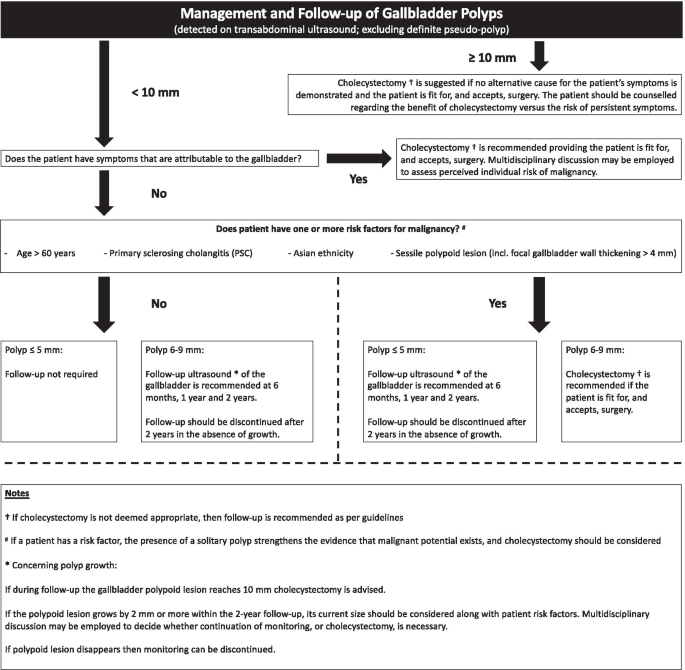 Management and Follow-up of Gallbladder Polyps
(detected on transabdominal ultrasound; excluding definite pseudo-polyp)
≥ 10 mm
< 10 mm
Cholecystectomy † is suggested if no alternative cause for the patient's symptoms is
demonstrated and the patient is fit for, and accepts, surgery. The patient should be counselled
regarding the benefit of cholecystectomy versus the risk of persistent symptoms.
Does the patient have symptoms that are attributable to the gallbladder?
Yes
Cholecystectomy † is recommended providing the patient is fit for,
and accepts, surgery. Multidisciplinary discussion may be employed
to assess perceived individual risk of malignancy.
No
Does patient have one or more risk factors for malignancy? #
- Age > 60 years
- Primary sclerosing cholangitis (PSC)
- Asian ethnicity
- Sessile polypoid lesion (incl. focal gallbladder wall thickening > 4 mm)
No
Yes
Polyp ≤ 5 mm:
Follow-up not required
Polyp 6-9 mm:
Follow-up ultrasound * of the
gallbladder is recommended at 6
months, 1 year and 2 years.
Follow-up should be discontinued after
2 years in the absence of growth.
Polyp ≤ 5 mm:
Follow-up ultrasound * of the
gallbladder is recommended at 6
months, 1 year and 2 years.
Follow-up should be discontinued after
2 years in the absence of growth.
Polyp 6-9 mm:
Cholecystectomy † is
recommended if the
patient is fit for, and
accepts, surgery.
Notes
† If cholecystectomy is not deemed appropriate, then follow-up is recommended as per guidelines
# If a patient has a risk factor, the presence of a solitary polyp strengthens the evidence that malignant potential exists, and cholecystectomy should be considered
* Concerning polyp growth:
If during follow-up the gallbladder polypoid lesion reaches 10 mm cholecystectomy is advised.
If the polypoid lesion grows by 2 mm or more within the 2-year follow-up, its current size should be considered along with patient risk factors. Multidisciplinary
discussion may be employed to decide whether continuation of monitoring, or cholecystectomy, is necessary.
If polypoid lesion disappears then monitoring can be discontinued.